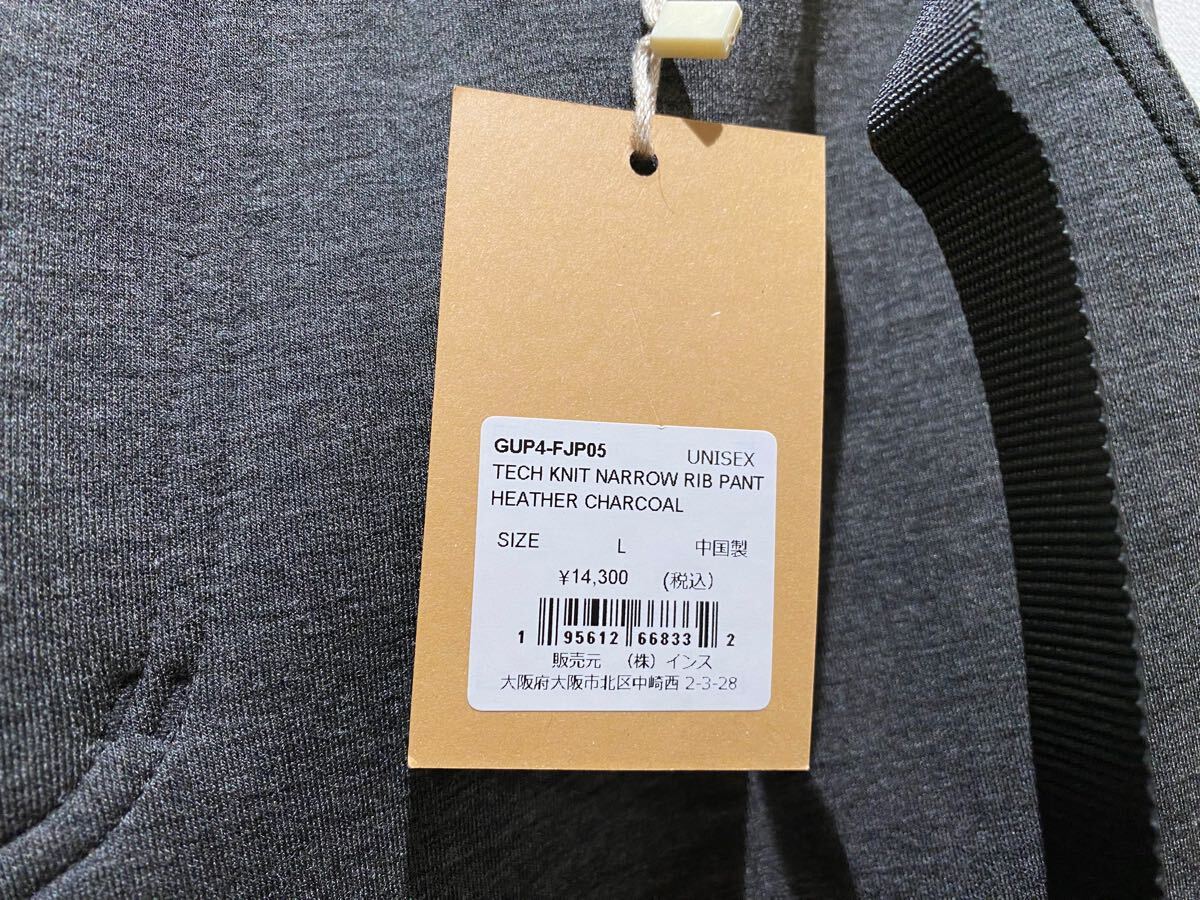 GUP4-FJP05 UNISEX
TECH KNIT NARROW RIB PANT
HEATHER CHARCOAL
SIZE L 中国製
¥14,300 (税込)
1 95612 66833 2
販売元 (株)インス
大阪府大阪市北区中崎西 2-3-28